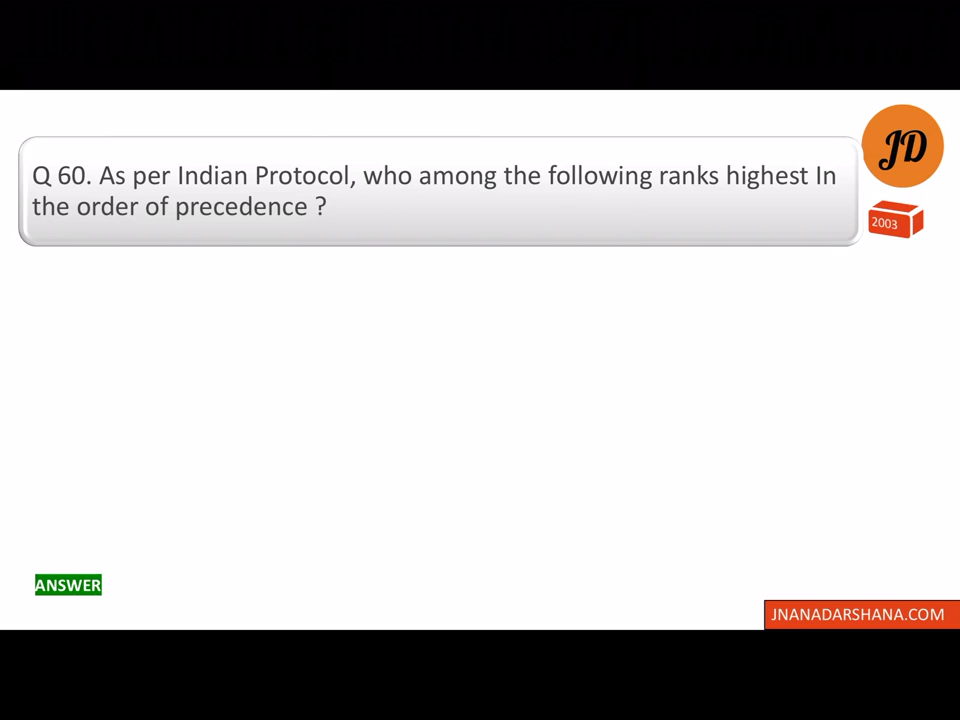 Q 60. As per Indian Protocol, who among the following ranks highest In
the order of precedence ?
JD
2003
ANSWER
JNANADARSHANA.COM